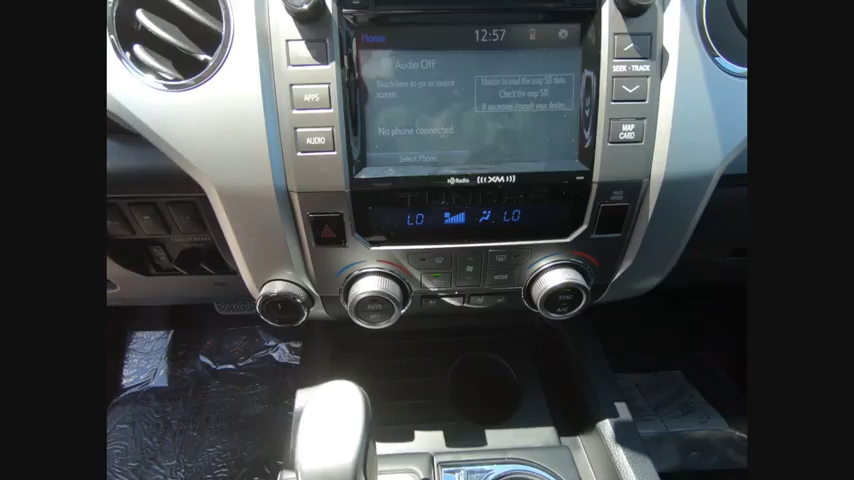 Home
12:57
Audio Off
Touch here to go to source
screen.
Unable to read the map SD data
Check the map SD
If necessary, consult your dealer.
No phone connected.
Select Phone
APPS
AUDIO
SEEK · TRACK
MAP
CARD
HD Radio
((XM))
LO
LO
AUTO
OFF
MODE
SYNC
A/C